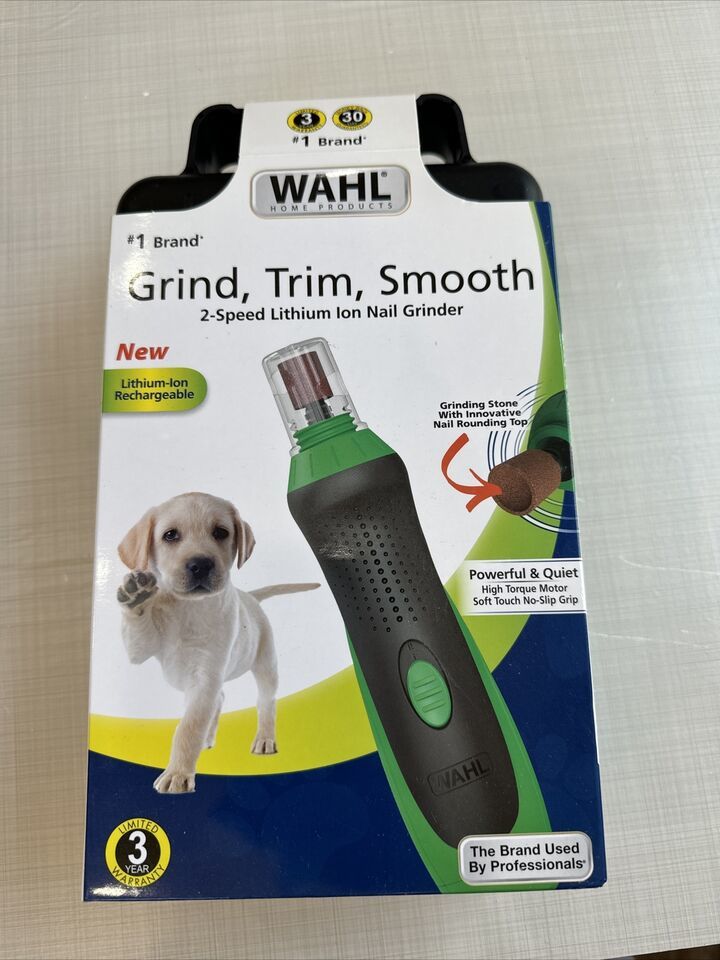 3
30
#1 Brand*
WAHL®
HOME PRODUCTS
#1 Brand*
Grind, Trim, Smooth
2-Speed Lithium Ion Nail Grinder
New
Lithium-Ion
Rechargeable
Grinding Stone
With Innovative
Nail Rounding Top
Powerful & Quiet
High Torque Motor
Soft Touch No-Slip Grip
WAHL
LIMITED
3
YEAR
WARRANTY
The Brand Used
By Professionals®